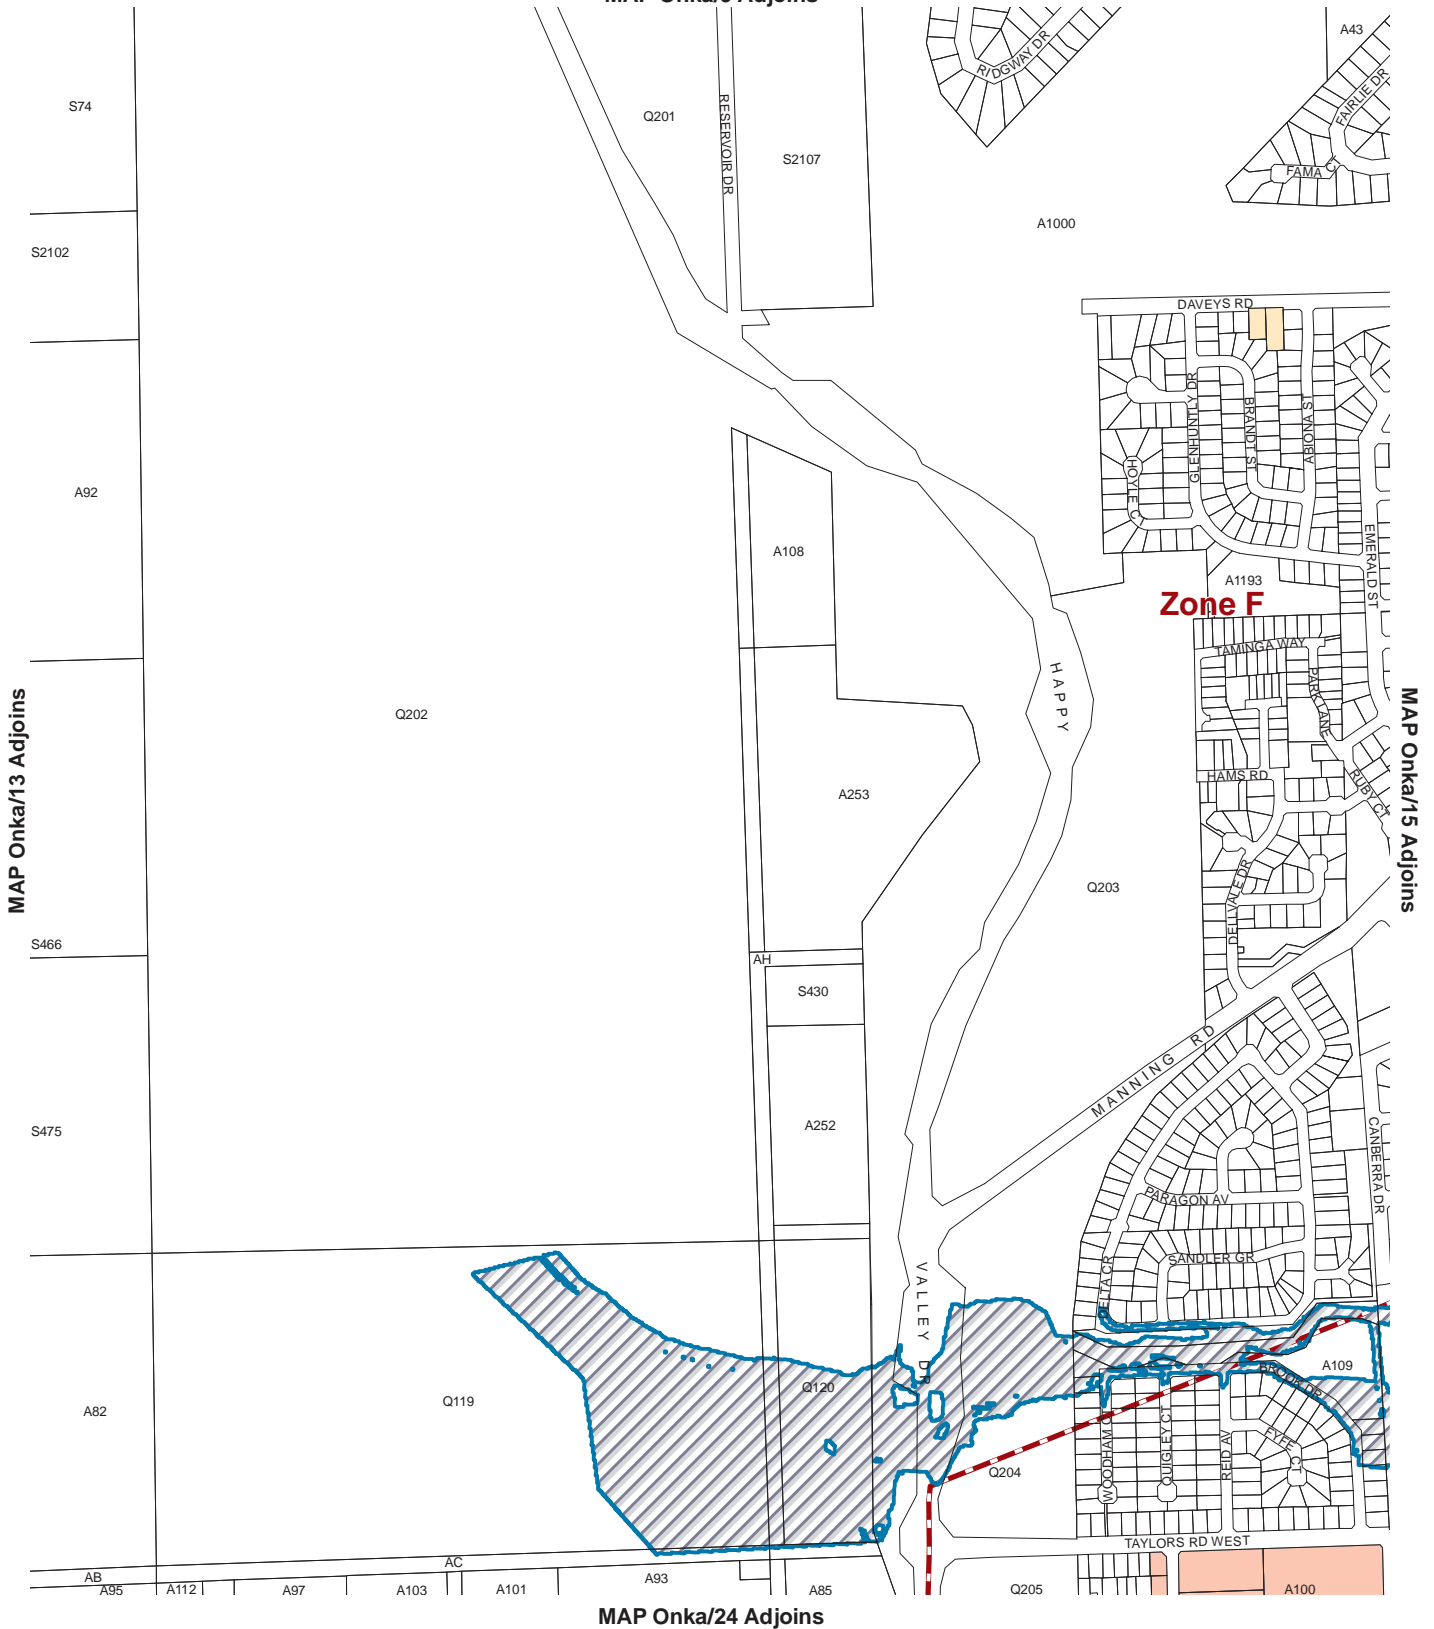 MAP Onka/6 Adjoins
A43
RIDGWAY DR
FAIRLIE DR
S74
Q201
RESERVOIR DR
S2107
FAMA CT
A1000
S2102
DAVEYS RD
GLENHUNTLY DR
BRANDT ST
ABIONA ST
HOYLE C
A92
A108
EMERALD ST
A1193
Zone F
TAMINGA WAY
PARK LANE
HAPPY
MAP Onka/13 Adjoins
Q202
MAP Onka/15 Adjoins
HAMS RD
RUBY CT
A253
Q203
DELLVALE DR
S466
AH
S430
MANNING RD
S475
A252
CANBERRA DR
PARAGON AV
SANDLER GR
DELTA CR
VALLEY DR
A109
BROOK DR
Q120
Q119
A82
WOODHAM C
QUIGLEY CT
REID AV
FYFE CT
Q204
TAYLORS RD WEST
AC
AB
A95
A112
A97
A103
A101
A93
A85
Q205
A100
MAP Onka/24 Adjoins